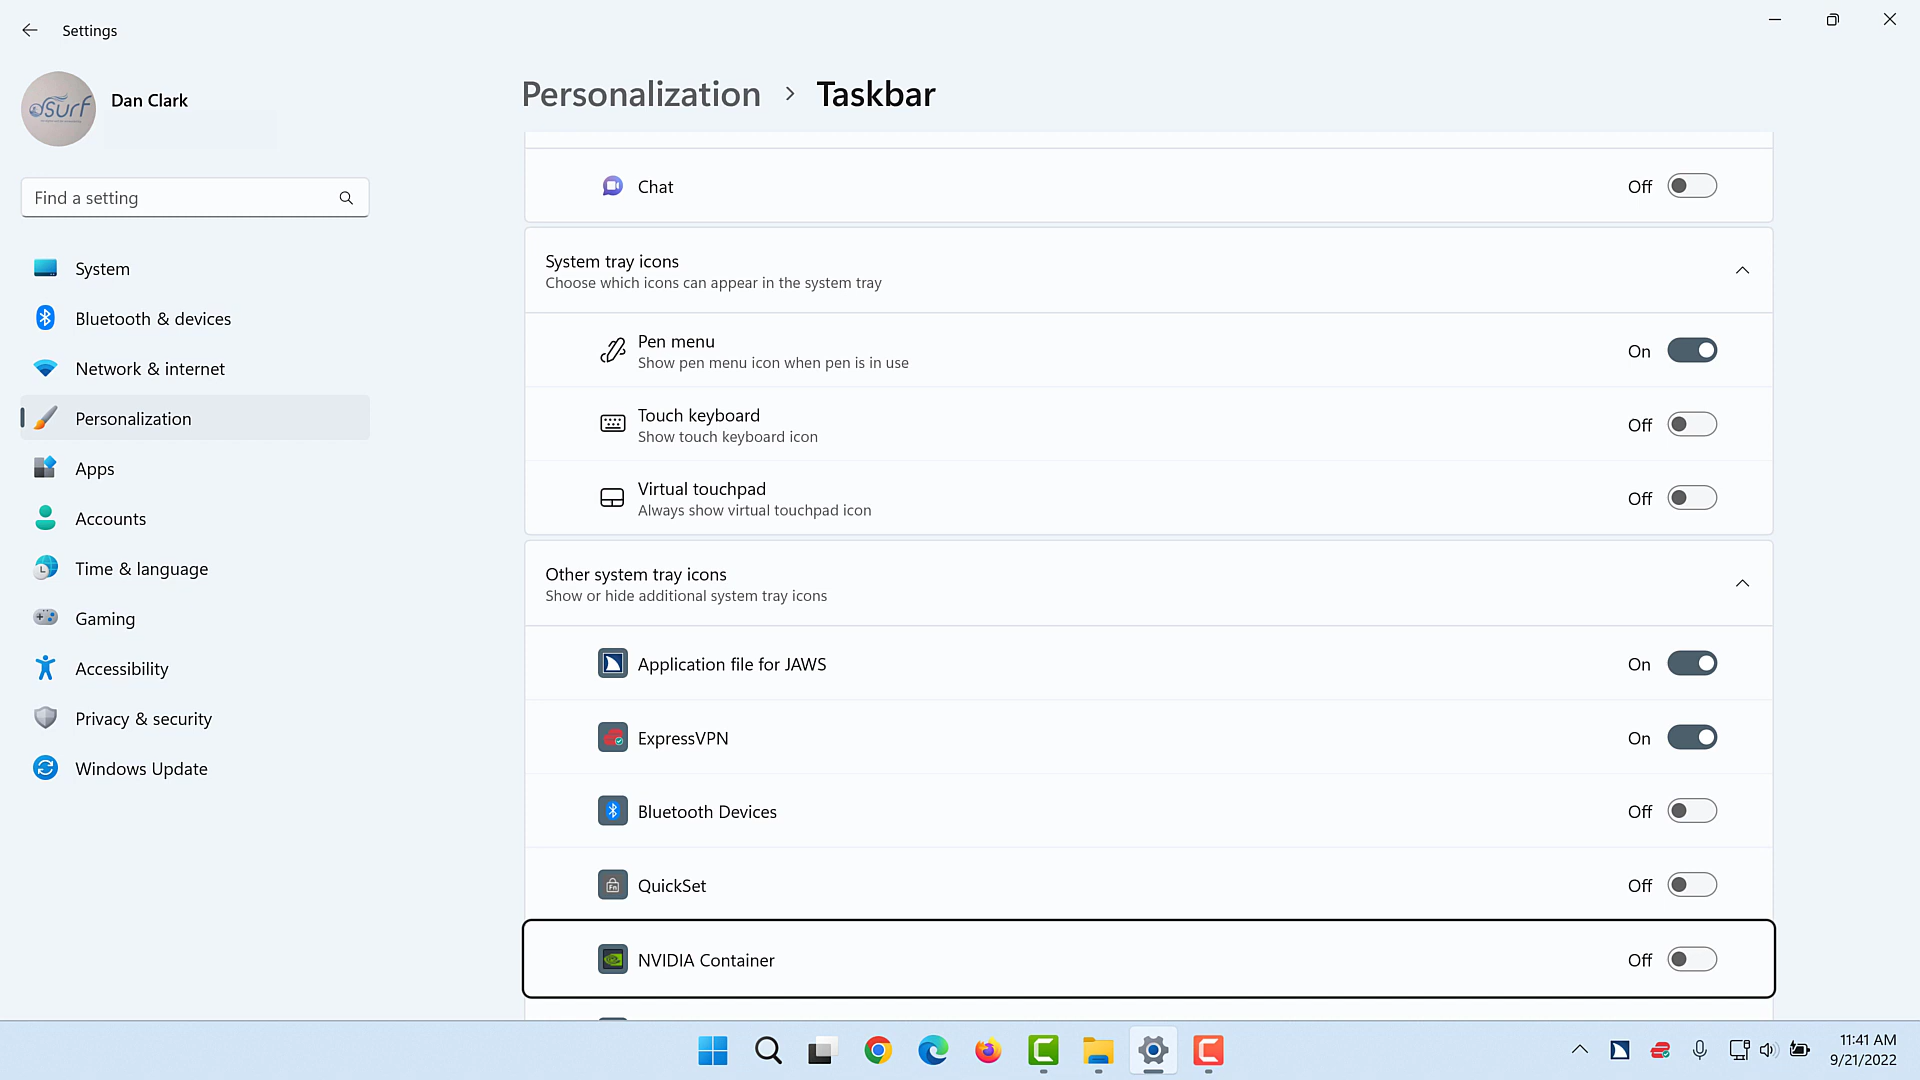 Settings
Dan Clark
Find a setting
System
Bluetooth & devices
Network & internet
Personalization
Apps
Accounts
Time & language
Gaming
Accessibility
Privacy & security
Windows Update
Personalization > Taskbar
Chat Off
System tray icons
Choose which icons can appear in the system tray
Pen menu
Show pen menu icon when pen is in use
On
Touch keyboard
Show touch keyboard icon
Off
Virtual touchpad
Always show virtual touchpad icon
Off
Other system tray icons
Show or hide additional system tray icons
Application file for JAWS On
ExpressVPN On
Bluetooth Devices Off
QuickSet Off
NVIDIA Container Off
11:41 AM
9/21/2022